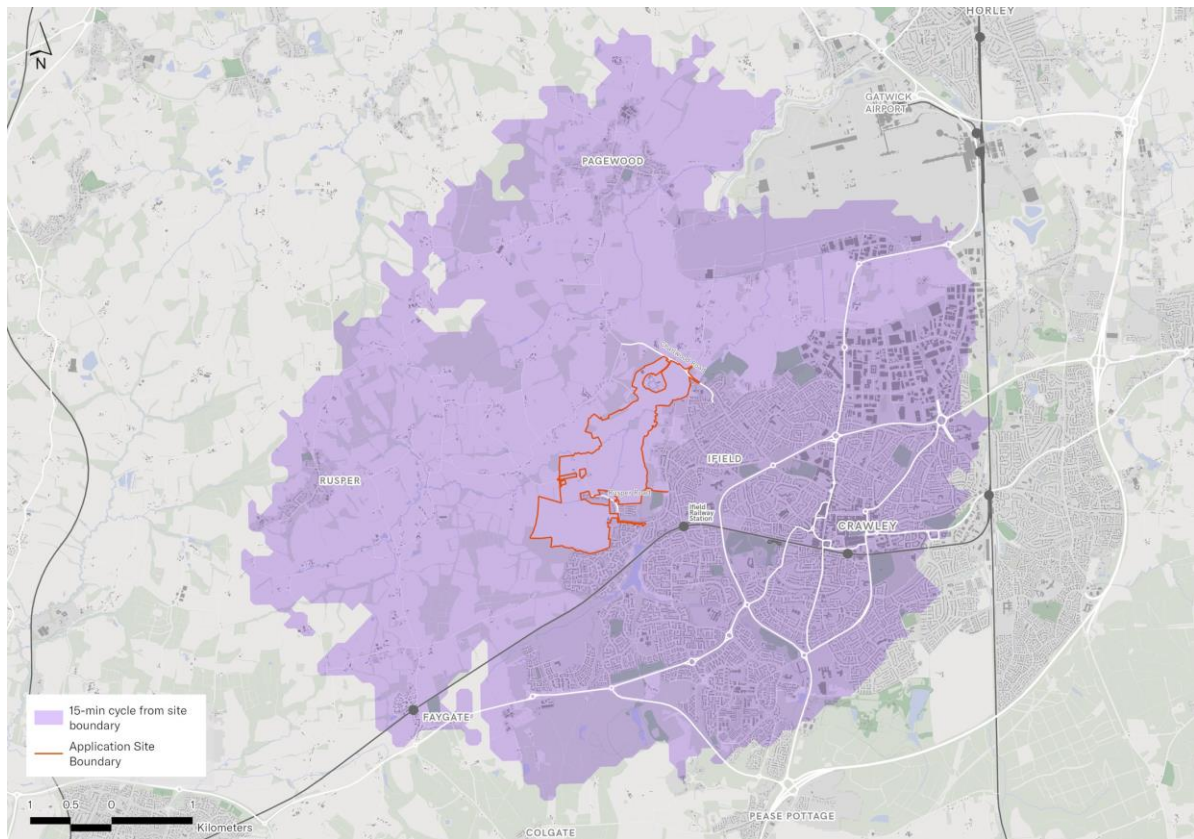 HORLEY
N
GATWICK
AIRPORT
PAGEWOOD
IFIELD
RUSPER
Ifield
Railway
Station
CRAWLEY
FAYGATE
PEASE POTTAGE
COLGATE
15-min cycle from site
boundary
Application Site
Boundary
1 0.5 0 1
Kilometers